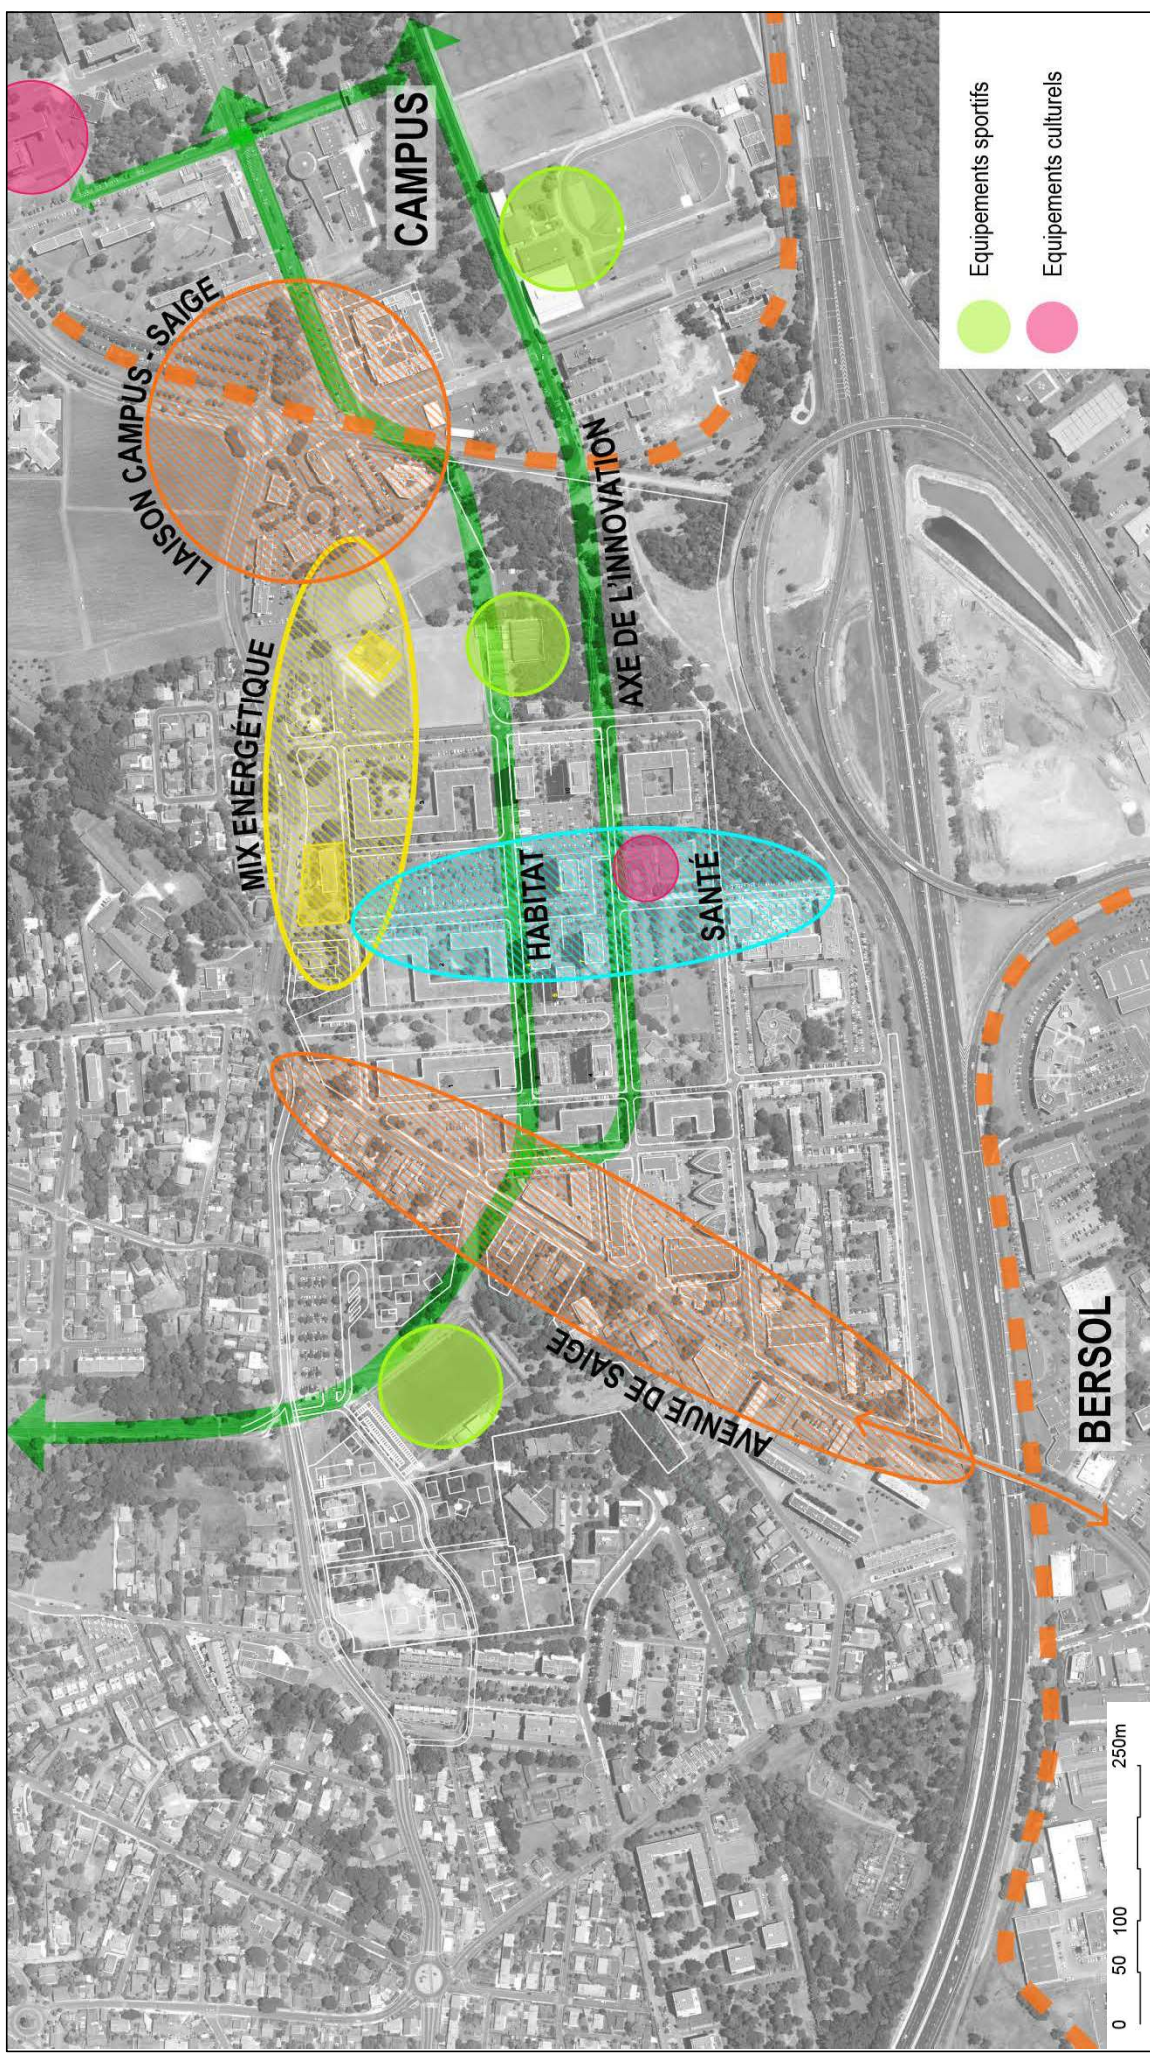 LIAISON CAMPUS - SAIGE
CAMPUS
MIX ENERGÉTIQUE
AXE DE L'INNOVATION
HABITAT
SANTÉ
AVENUE DE SAIGE
BERSOL
Equipements sportifs
Equipements culturels
0 50 100 250m